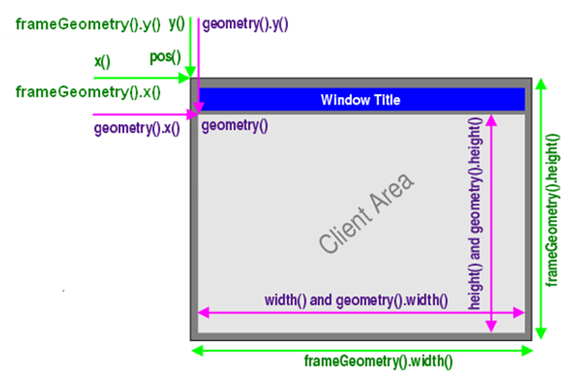 frameGeometry().y() y() geometry().y()
x() pos()
frameGeometry().x()
Window Title
geometry().x() geometry()
Client Area
height() and geometry().height()
frameGeometry().height()
width() and geometry().width()
frameGeometry().width()